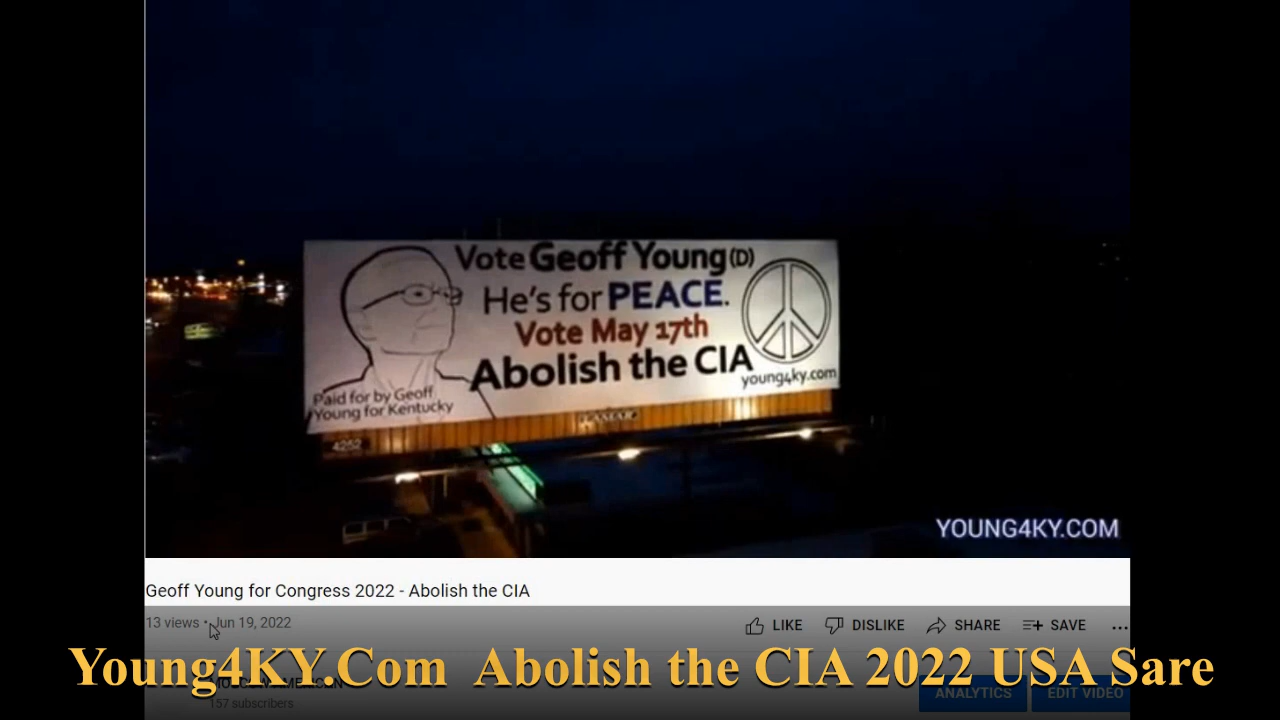 Vote Geoff Young (D)
He's for PEACE.
Vote May 17th
Abolish the CIA
young4ky.com
Paid for by Geoff
Young for Kentucky
4252
YOUNG4KY.COM
Geoff Young for Congress 2022 - Abolish the CIA
13 views • Jun 19, 2022
LIKE DISLIKE SHARE SAVE ...
Young4KY.Com Abolish the CIA 2022 USA Sare
157 subscribers
ANALYTICS EDIT VIDEO